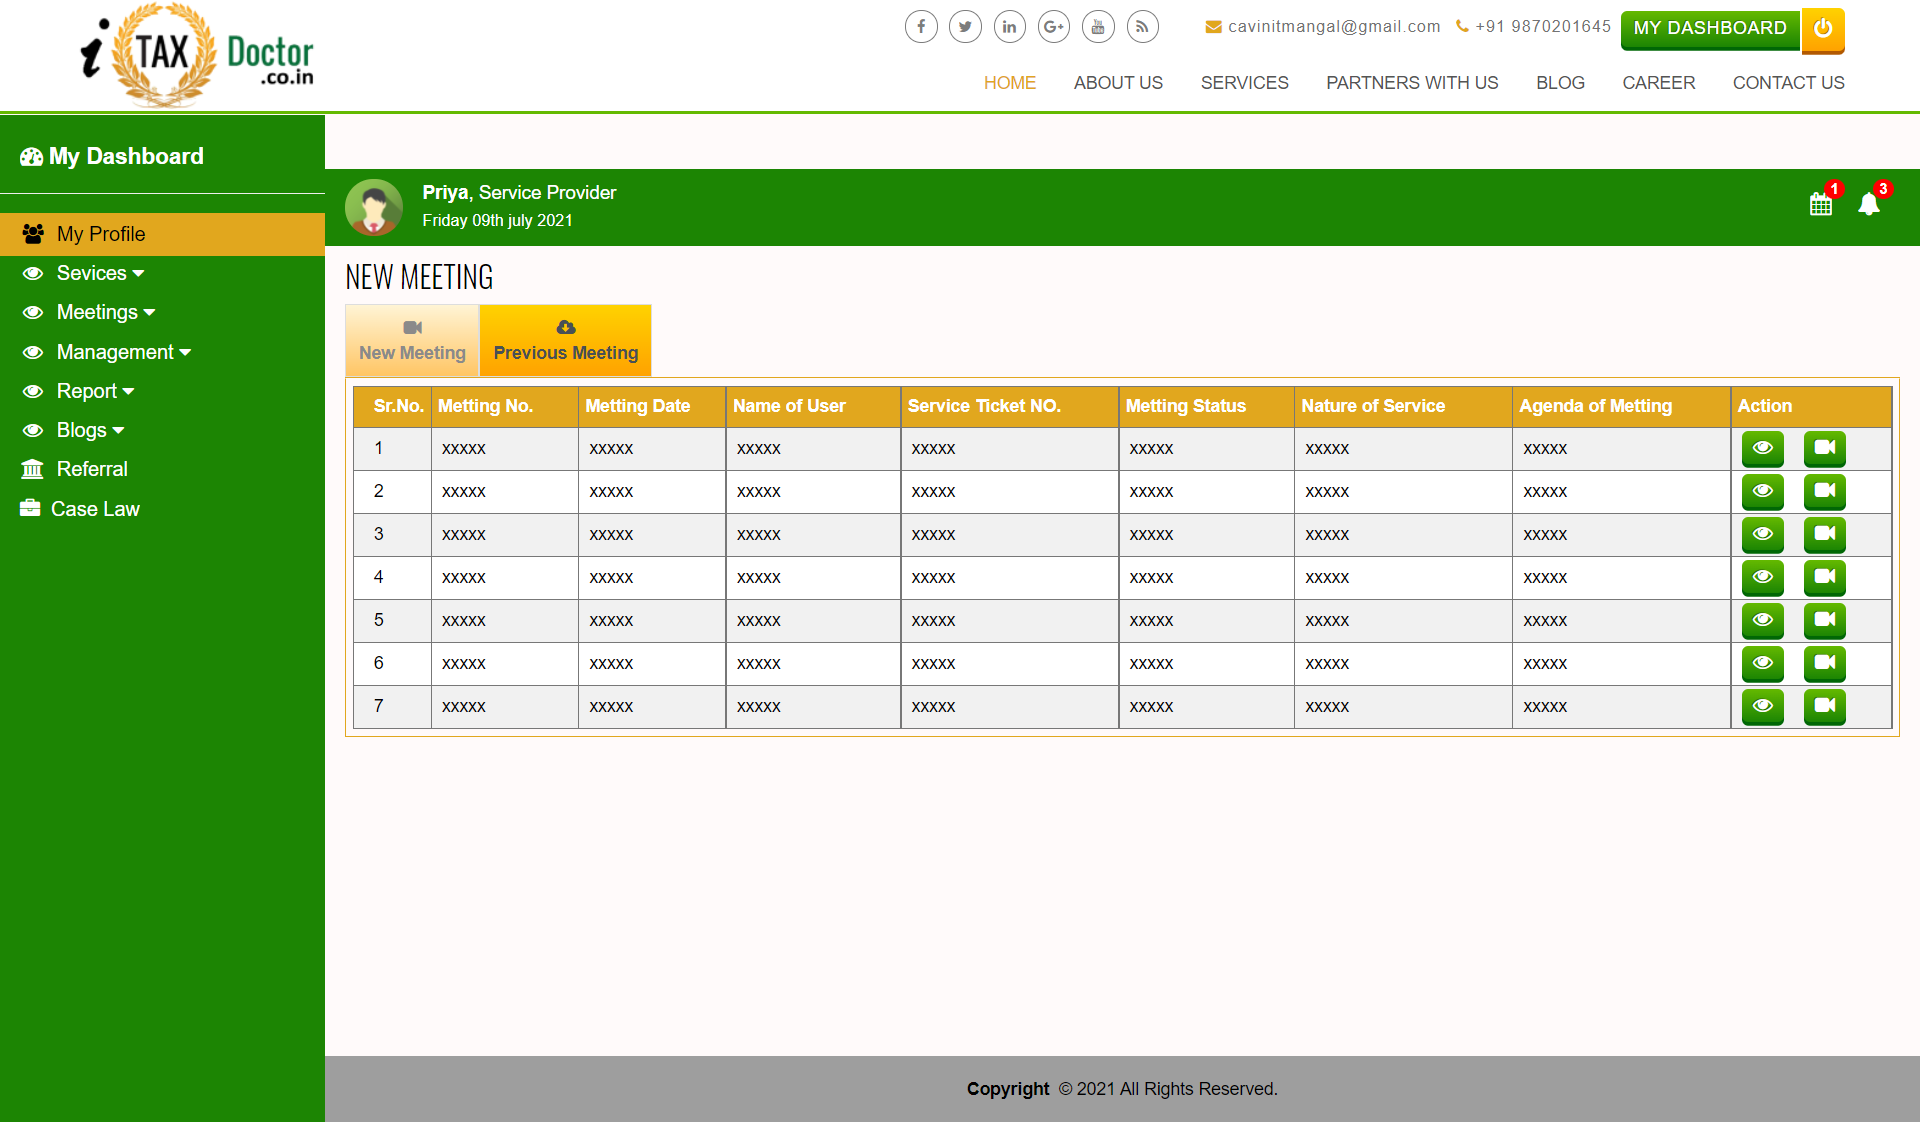 i TAX Doctor
.co.in
cavinitmangal@gmail.com +91 9870201645 MY DASHBOARD
HOME ABOUT US SERVICES PARTNERS WITH US BLOG CAREER CONTACT US
My Dashboard
My Profile
Sevices
Meetings
Management
Report
Blogs
Referral
Case Law
Priya, Service Provider
Friday 09th july 2021
1 3
NEW MEETING
New Meeting Previous Meeting
Sr.No. Metting No. Metting Date Name of User Service Ticket NO. Metting Status Nature of Service Agenda of Metting Action
1 xxxxx xxxxx xxxxx xxxxx xxxxx xxxxx xxxxx
2 xxxxx xxxxx xxxxx xxxxx xxxxx xxxxx xxxxx
3 xxxxx xxxxx xxxxx xxxxx xxxxx xxxxx xxxxx
4 xxxxx xxxxx xxxxx xxxxx xxxxx xxxxx xxxxx
5 xxxxx xxxxx xxxxx xxxxx xxxxx xxxxx xxxxx
6 xxxxx xxxxx xxxxx xxxxx xxxxx xxxxx xxxxx
7 xxxxx xxxxx xxxxx xxxxx xxxxx xxxxx xxxxx
Copyright © 2021 All Rights Reserved.